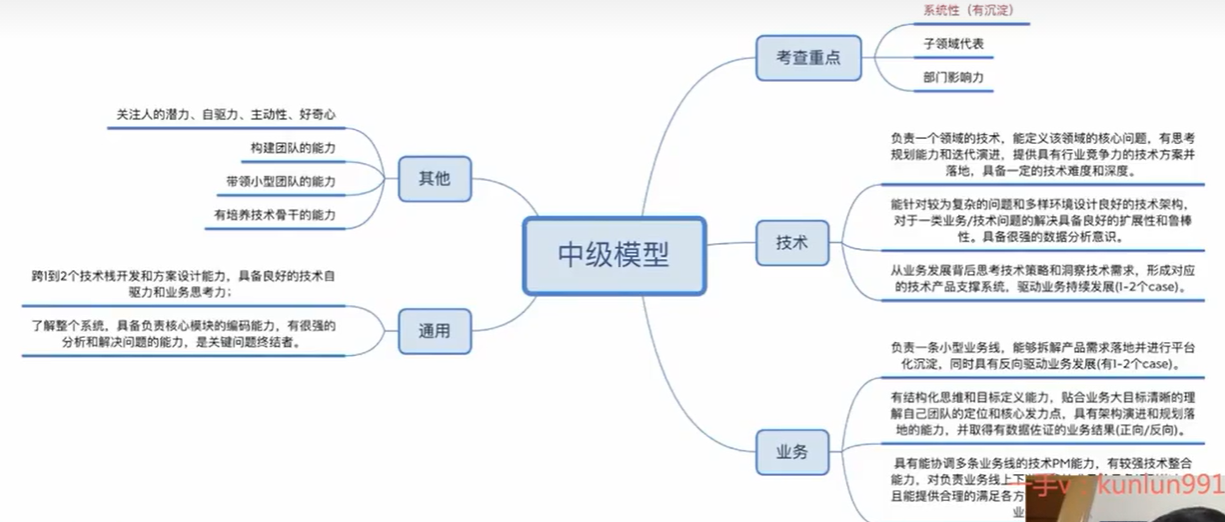 系统性（有沉淀）
考查重点
子领域代表
部门影响力
关注人的潜力、自驱力、主动性、好奇心
构建团队的能力
其他
带领小型团队的能力
有培养技术骨干的能力
中级模型
负责一个领域的技术，能定义该领域的核心问题，有思考
规划能力和迭代演进，提供具有行业竞争力的技术方案并
落地，具备一定的技术难度和深度。
能针对较为复杂的问题和多样环境设计良好的技术架构，
对于一类业务/技术问题的解决具备良好的扩展性和鲁棒
性。具备很强的数据分析意识。
技术
从业务发展背后思考技术策略和洞察技术需求，形成对应
的技术产品支撑系统，驱动业务持续发展(1-2个case)。
跨1到2个技术栈开发和方案设计能力，具备良好的技术自
驱力和业务思考力；
通用
了解整个系统，具备负责核心模块的编码能力，有很强的
分析和解决问题的能力，是关键问题终结者。
负责一条小型业务线，能够拆解产品需求落地并进行平台
化沉淀，同时具有反向驱动业务发展(有1-2个case)。
有结构化思维和目标定义能力，贴合业务大目标清晰的理
解自己团队的定位和核心发力点，具有架构演进和规划落
地的能力，并取得有数据佐证的业务结果(正向/反向)。
业务
具有能协调多条业务线的技术PM能力，有较强技术整合
能力，对负责业务线上下
且能提供合理的满足各方
业
一手 kunlun991